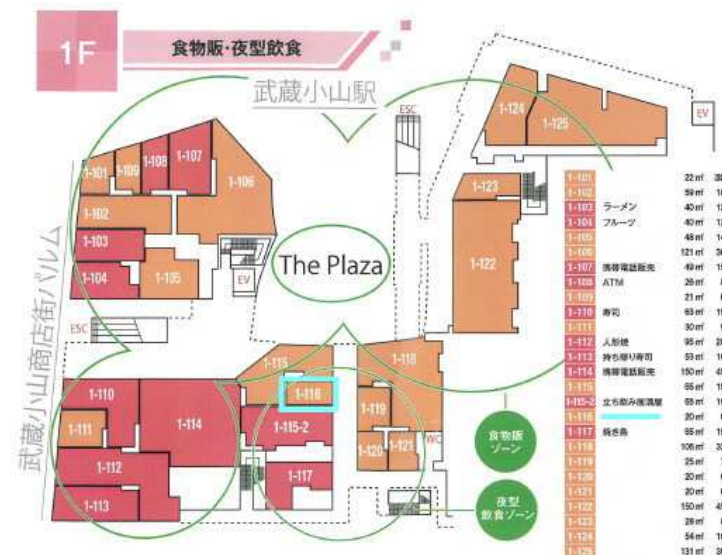 1F
食物販・夜型飲食
武蔵小山駅
ESC
EV
1-124
1-125
1-101
1-109
1-108
1-107
1-106
1-102
1-103
1-104
1-105
EV
1-123
1-122
The Plaza
武蔵小山商店街パルム
ESC
1-115
1-116
1-118
1-110
1-111
1-114
1-115-2
1-119
1-120
1-121
WC
1-112
1-117
1-113
食物販
ゾーン
夜型
飲食ゾーン
1-101 22㎡
1-102 59㎡
1-103 ラーメン 40㎡
1-104 フルーツ 40㎡
1-105 48㎡
1-106 121㎡
1-107 携帯電話販売 49㎡
1-108 ATM 26㎡
1-109 21㎡
1-110 寿司 63㎡
1-111 30㎡
1-112 人形焼 95㎡
1-113 持ち帰り寿司 53㎡
1-114 携帯電話販売 150㎡
1-115 65㎡
1-115-2 立ち飲み居酒屋 65㎡
1-116 20㎡
1-117 焼き鳥 65㎡
1-118 106㎡
1-119 25㎡
1-120 20㎡
1-121 20㎡
1-122 150㎡
1-123 28㎡
1-124 54㎡
1-125 131㎡